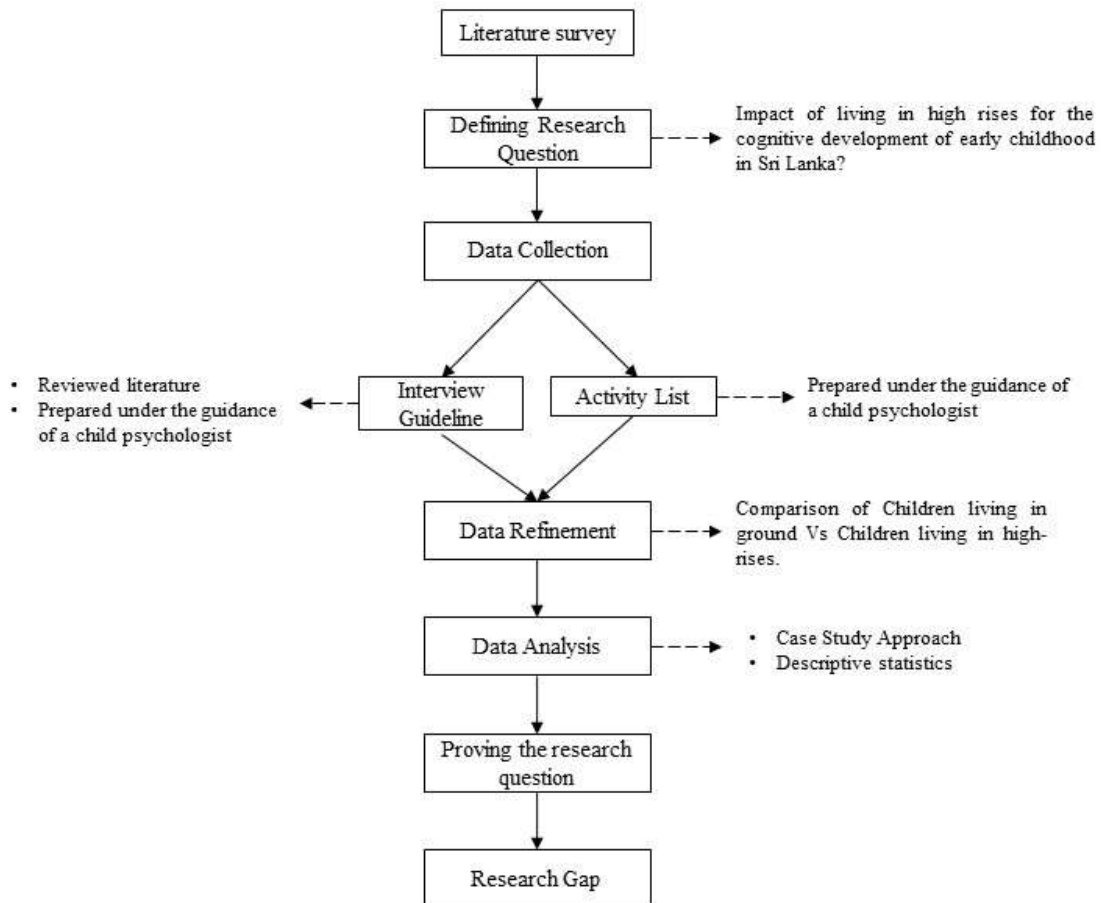 Literature survey
Defining Research
Question
Impact of living in high rises for the
cognitive development of early childhood
in Sri Lanka?
Data Collection
• Reviewed literature
• Prepared under the guidance
of a child psychologist
Interview
Guideline
Activity List
Prepared under the guidance of
a child psychologist
Data Refinement
Comparison of Children living in
ground Vs Children living in high-
rises.
Data Analysis
• Case Study Approach
• Descriptive statistics
Proving the research
question
Research Gap